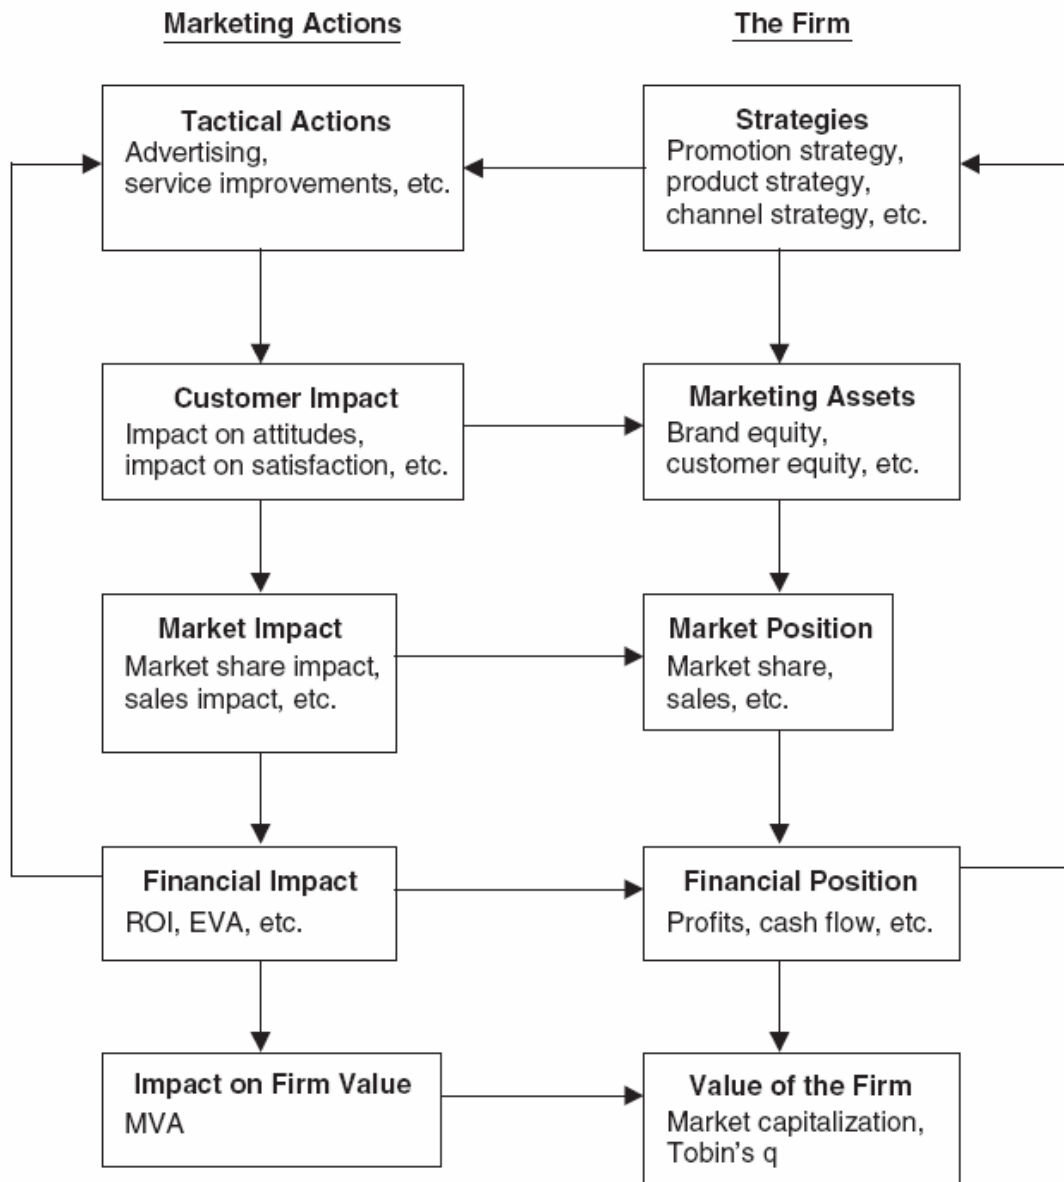 Marketing Actions
The Firm
Tactical Actions
Advertising,
service improvements, etc.
Strategies
Promotion strategy,
product strategy,
channel strategy, etc.
Customer Impact
Impact on attitudes,
impact on satisfaction, etc.
Marketing Assets
Brand equity,
customer equity, etc.
Market Impact
Market share impact,
sales impact, etc.
Market Position
Market share,
sales, etc.
Financial Impact
ROI, EVA, etc.
Financial Position
Profits, cash flow, etc.
Impact on Firm Value
MVA
Value of the Firm
Market capitalization,
Tobin's q